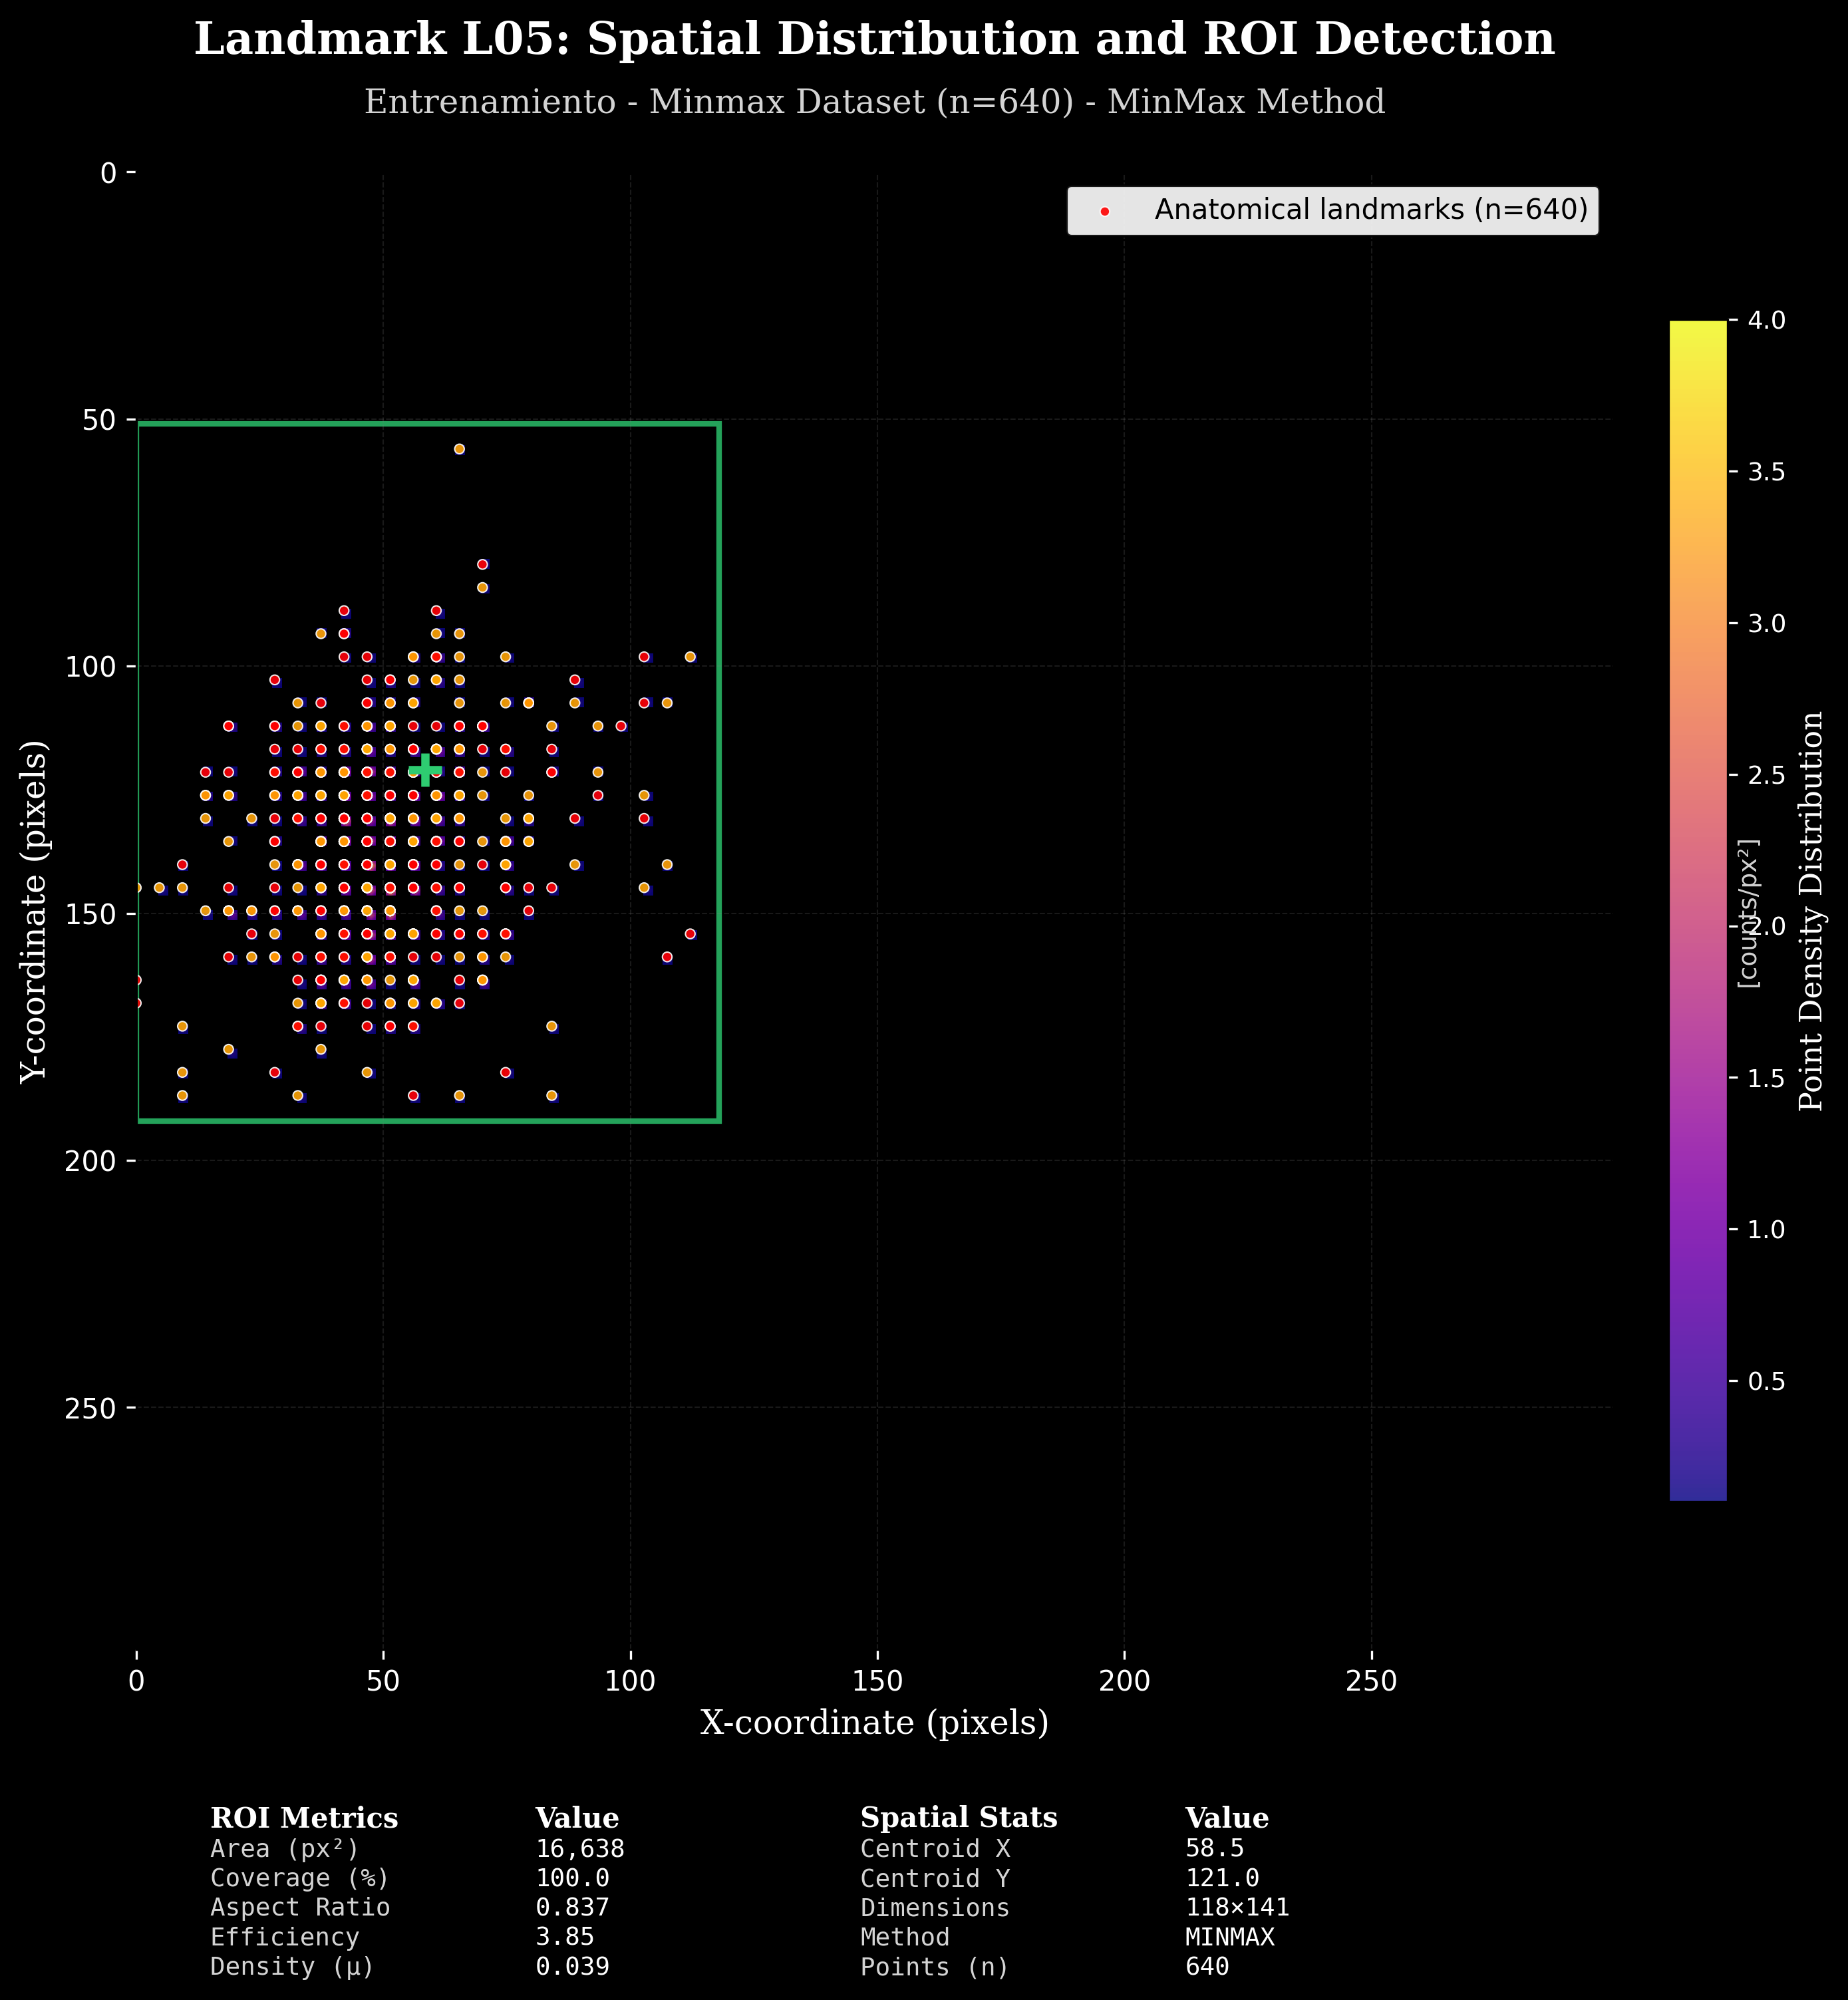 Landmark L05: Spatial Distribution and ROI Detection
Entrenamiento - Minmax Dataset (n=640) - MinMax Method
Anatomical landmarks (n=640)
0
50
100
150
200
250
Y-coordinate (pixels)
0
50
100
150
200
250
X-coordinate (pixels)
4.0
3.5
3.0
2.5
2.0
1.5
1.0
0.5
[counts/px²]
Point Density Distribution
ROI Metrics Value Spatial Stats Value
Area (px²) 16,638 Centroid X 58.5
Coverage (%) 100.0 Centroid Y 121.0
Aspect Ratio 0.837 Dimensions 118×141
Efficiency 3.85 Method MINMAX
Density (μ) 0.039 Points (n) 640